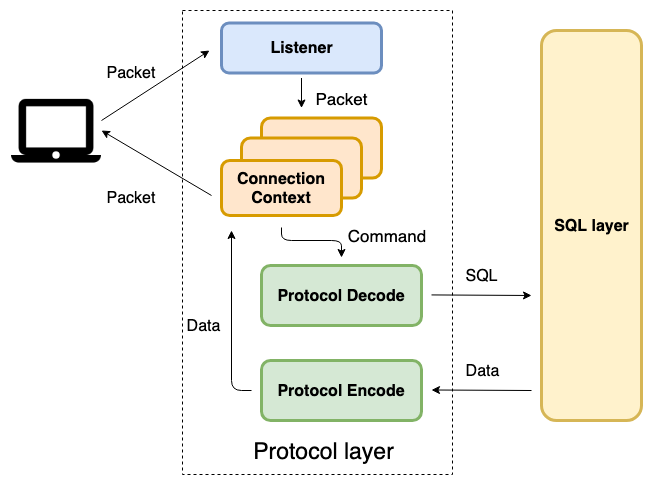 Listener
Packet
Packet
Connection
Context
Packet
Command
Protocol Decode
SQL
SQL layer
Data
Protocol Encode
Data
Protocol layer